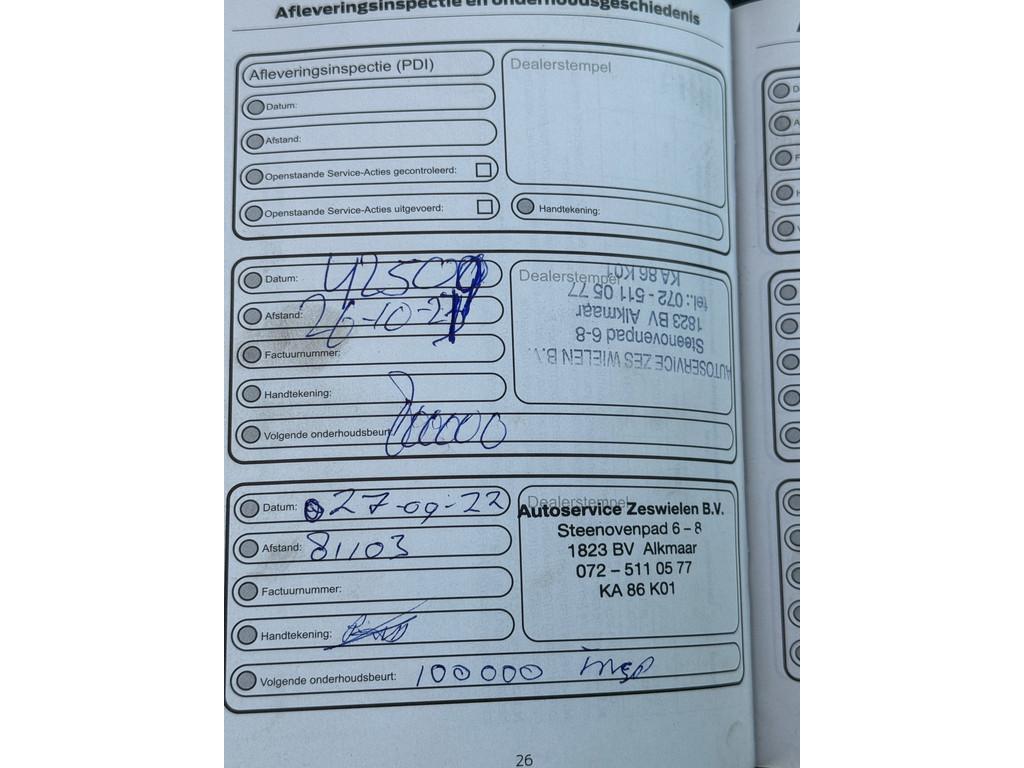 Afleveringsinspectie en onderhoudsgeschiedenis
Afleveringsinspectie (PDI)
Datum:
Afstand:
Openstaande Service-Acties gecontroleerd:
Openstaande Service-Acties uitgevoerd:
Dealerstempel
Handtekening:
Datum: 42500
Afstand: 26-10-
Factuurnummer:
Handtekening:
Volgende onderhoudsbeurt
Dealerstempel
AUTOSERVICE ZES WIELEN B.V.
Steenovenpad 6-8
1823 BV Alkmaar
tel.: 072 - 511 05 77
KA 86 K01
Datum: 27-09-22
Afstand: 81103
Factuurnummer:
Handtekening:
Volgende onderhoudsbeurt: 100000
Dealerstempel
Autoservice Zeswielen B.V.
Steenovenpad 6 – 8
1823 BV Alkmaar
072 – 511 05 77
KA 86 K01
26